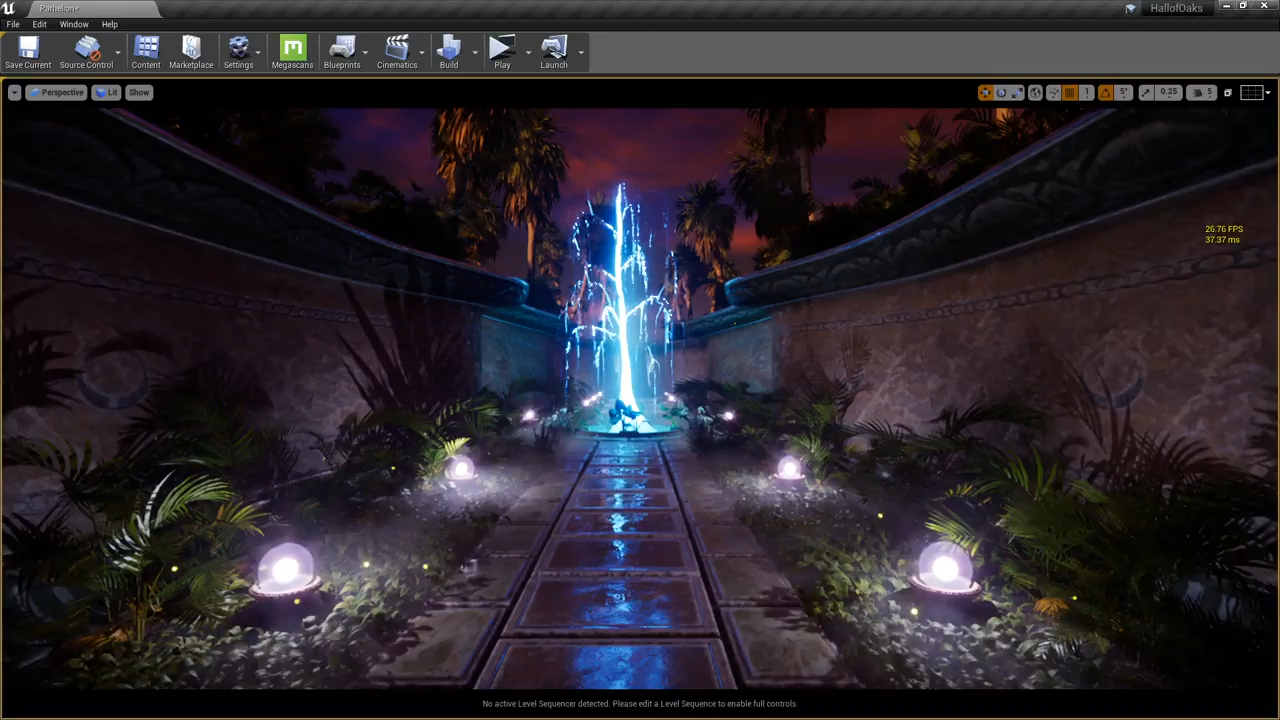 Parhelion*
HallofOaks
File Edit Window Help
Save Current Source Control Content Marketplace Settings Megascans Blueprints Cinematics Build Play Launch
Perspective Lit Show 1 5° 0.25 5
26.76 FPS
37.37 ms
No active Level Sequencer detected. Please edit a Level Sequence to enable full controls.